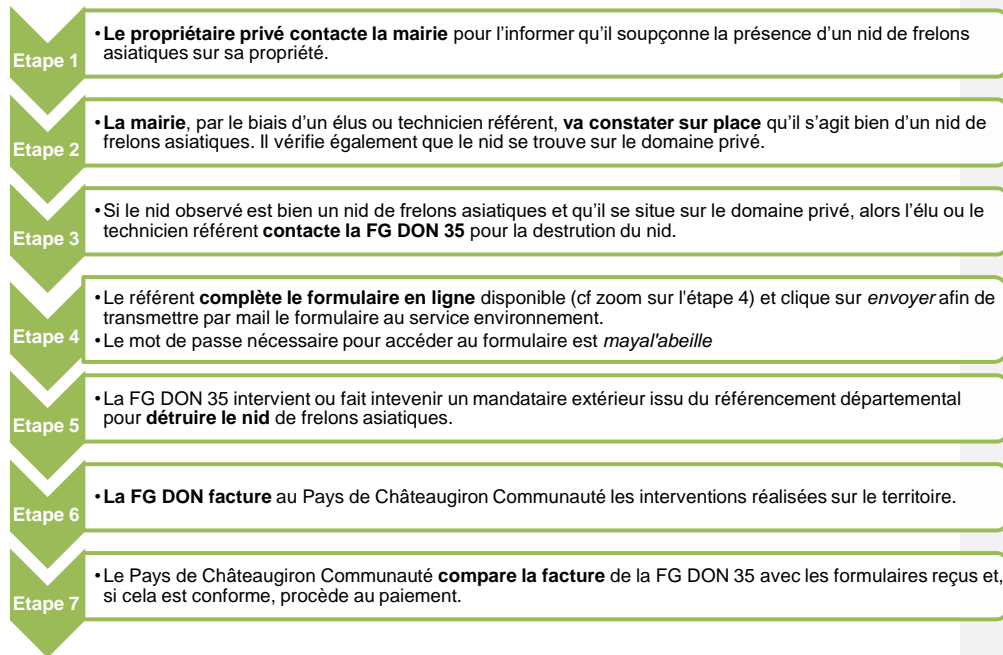 Etape 1
•Le propriétaire privé contacte la mairie pour l'informer qu'il soupçonne la présence d'un nid de frelons
asiatiques sur sa propriété.
Etape 2
•La mairie, par le biais d'un élus ou technicien référent, va constater sur place qu'il s'agit bien d'un nid de
frelons asiatiques. Il vérifie également que le nid se trouve sur le domaine privé.
Etape 3
•Si le nid observé est bien un nid de frelons asiatiques et qu'il se situe sur le domaine privé, alors l'élu ou le
technicien référent contacte la FG DON 35 pour la destrution du nid.
Etape 4
•Le référent complète le formulaire en ligne disponible (cf zoom sur l'étape 4) et clique sur envoyer afin de
transmettre par mail le formulaire au service environnement.
•Le mot de passe nécessaire pour accéder au formulaire est mayal'abeille
Etape 5
•La FG DON 35 intervient ou fait intevenir un mandataire extérieur issu du référencement départemental
pour détruire le nid de frelons asiatiques.
Etape 6
•La FG DON facture au Pays de Châteaugiron Communauté les interventions réalisées sur le territoire.
Etape 7
•Le Pays de Châteaugiron Communauté compare la facture de la FG DON 35 avec les formulaires reçus et,
si cela est conforme, procède au paiement.